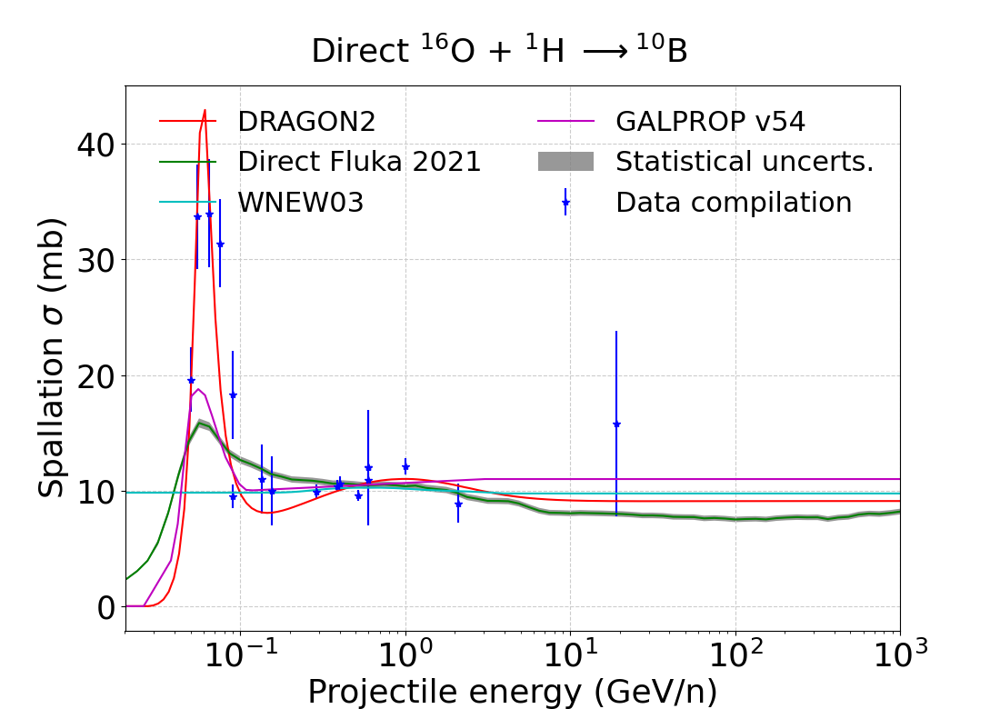 Direct ¹⁶O + ¹H ⟶ ¹⁰B
DRAGON2
Direct Fluka 2021
WNEW03
GALPROP v54
Statistical uncerts.
Data compilation
Spallation σ (mb)
40
30
20
10
0
10⁻¹ 10⁰ 10¹ 10² 10³
Projectile energy (GeV/n)